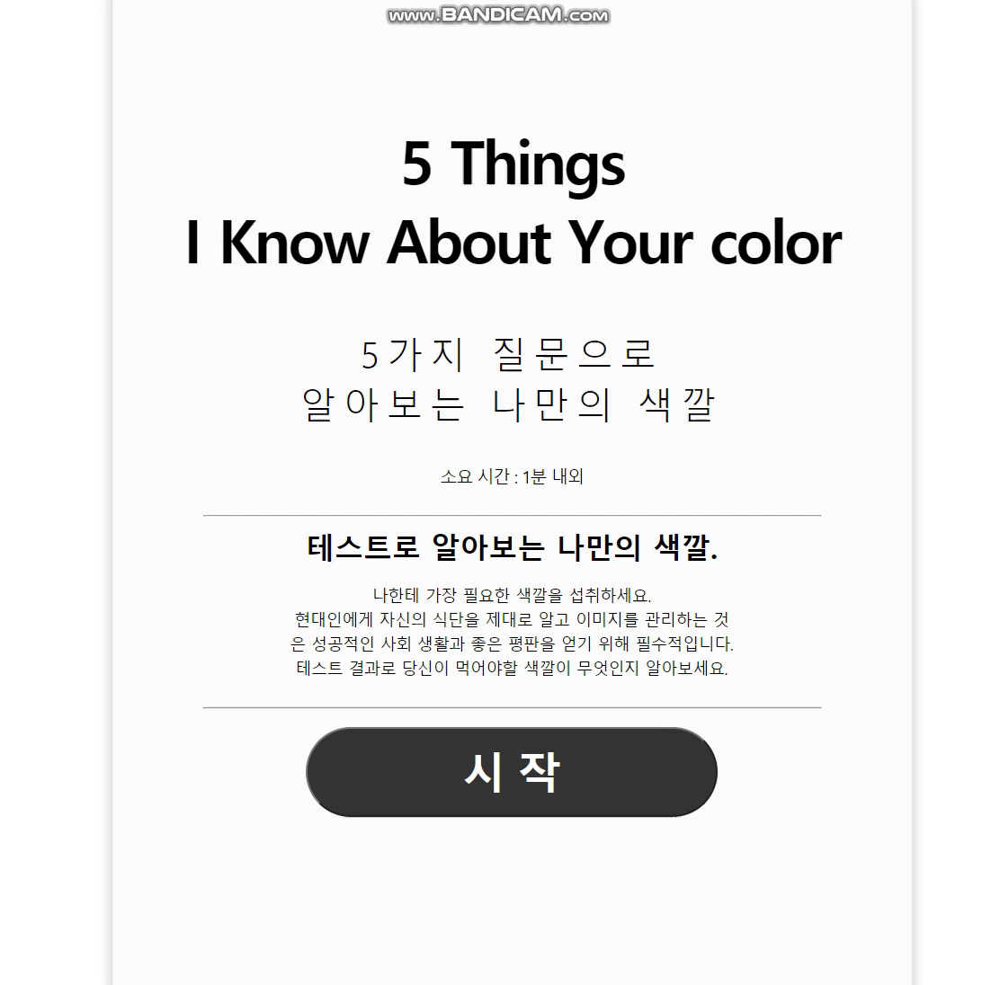 www.BANDICAM.com
5 Things
I Know About Your color
5가지 질문으로
알아보는 나만의 색깔
소요 시간 : 1분 내외
테스트로 알아보는 나만의 색깔.
나한테 가장 필요한 색깔을 섭취하세요.
현대인에게 자신의 식단을 제대로 알고 이미지를 관리하는 것
은 성공적인 사회 생활과 좋은 평판을 얻기 위해 필수적입니다.
테스트 결과로 당신이 먹어야할 색깔이 무엇인지 알아보세요.
시작